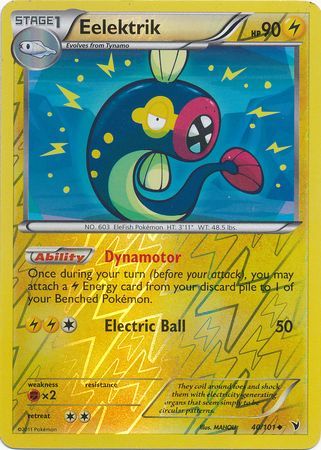 STAGE1
Eelektrik
HP 90
Evolves from Tynamo
NO. 603 EleFish Pokémon HT: 3'11" WT: 48.5 lbs.
Ability Dynamotor
Once during your turn (before your attack), you may
attach a Energy card from your discard pile to 1 of
your Benched Pokémon.
Electric Ball 50
weakness resistance
×2
They coil around foes and shock
them with electricity-generating
organs that seem simply to be
circular patterns.
retreat
©2011 Pokémon
Illus. MAHOU
40/101